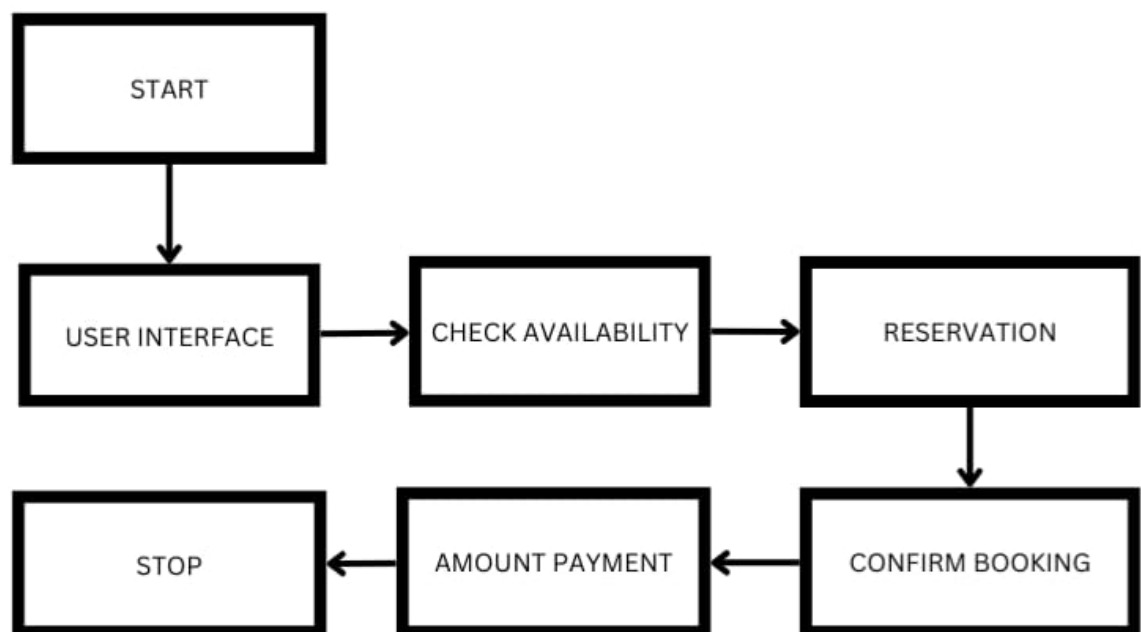 START
USER INTERFACE
CHECK AVAILABILITY
RESERVATION
CONFIRM BOOKING
AMOUNT PAYMENT
STOP